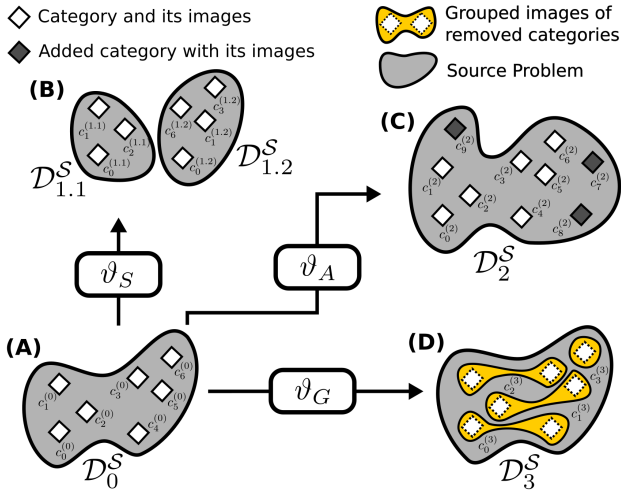 Category and its images
Added category with its images
Grouped images of
removed categories
Source Problem
(B)
c_1^{(1.1)}
c_2^{(1.1)}
c_0^{(1.1)}
𝒟_{1.1}^𝒮
c_3^{(1.2)}
c_6^{(1.2)}
c_1^{(1.2)}
c_0^{(1.2)}
𝒟_{1.2}^𝒮
(C)
c_9^{(2)}
c_6^{(2)}
c_1^{(2)}
c_3^{(2)}
c_5^{(2)}
c_7^{(2)}
c_2^{(2)}
c_0^{(2)}
c_4^{(2)}
c_8^{(2)}
𝒟_2^𝒮
ϑ_S
ϑ_A
(A)
c_6^{(0)}
c_1^{(0)}
c_3^{(0)}
c_5^{(0)}
c_2^{(0)}
c_0^{(0)}
c_4^{(0)}
𝒟_0^𝒮
ϑ_G
(D)
c_3^{(3)}
c_2^{(3)}
c_1^{(3)}
c_0^{(3)}
𝒟_3^𝒮